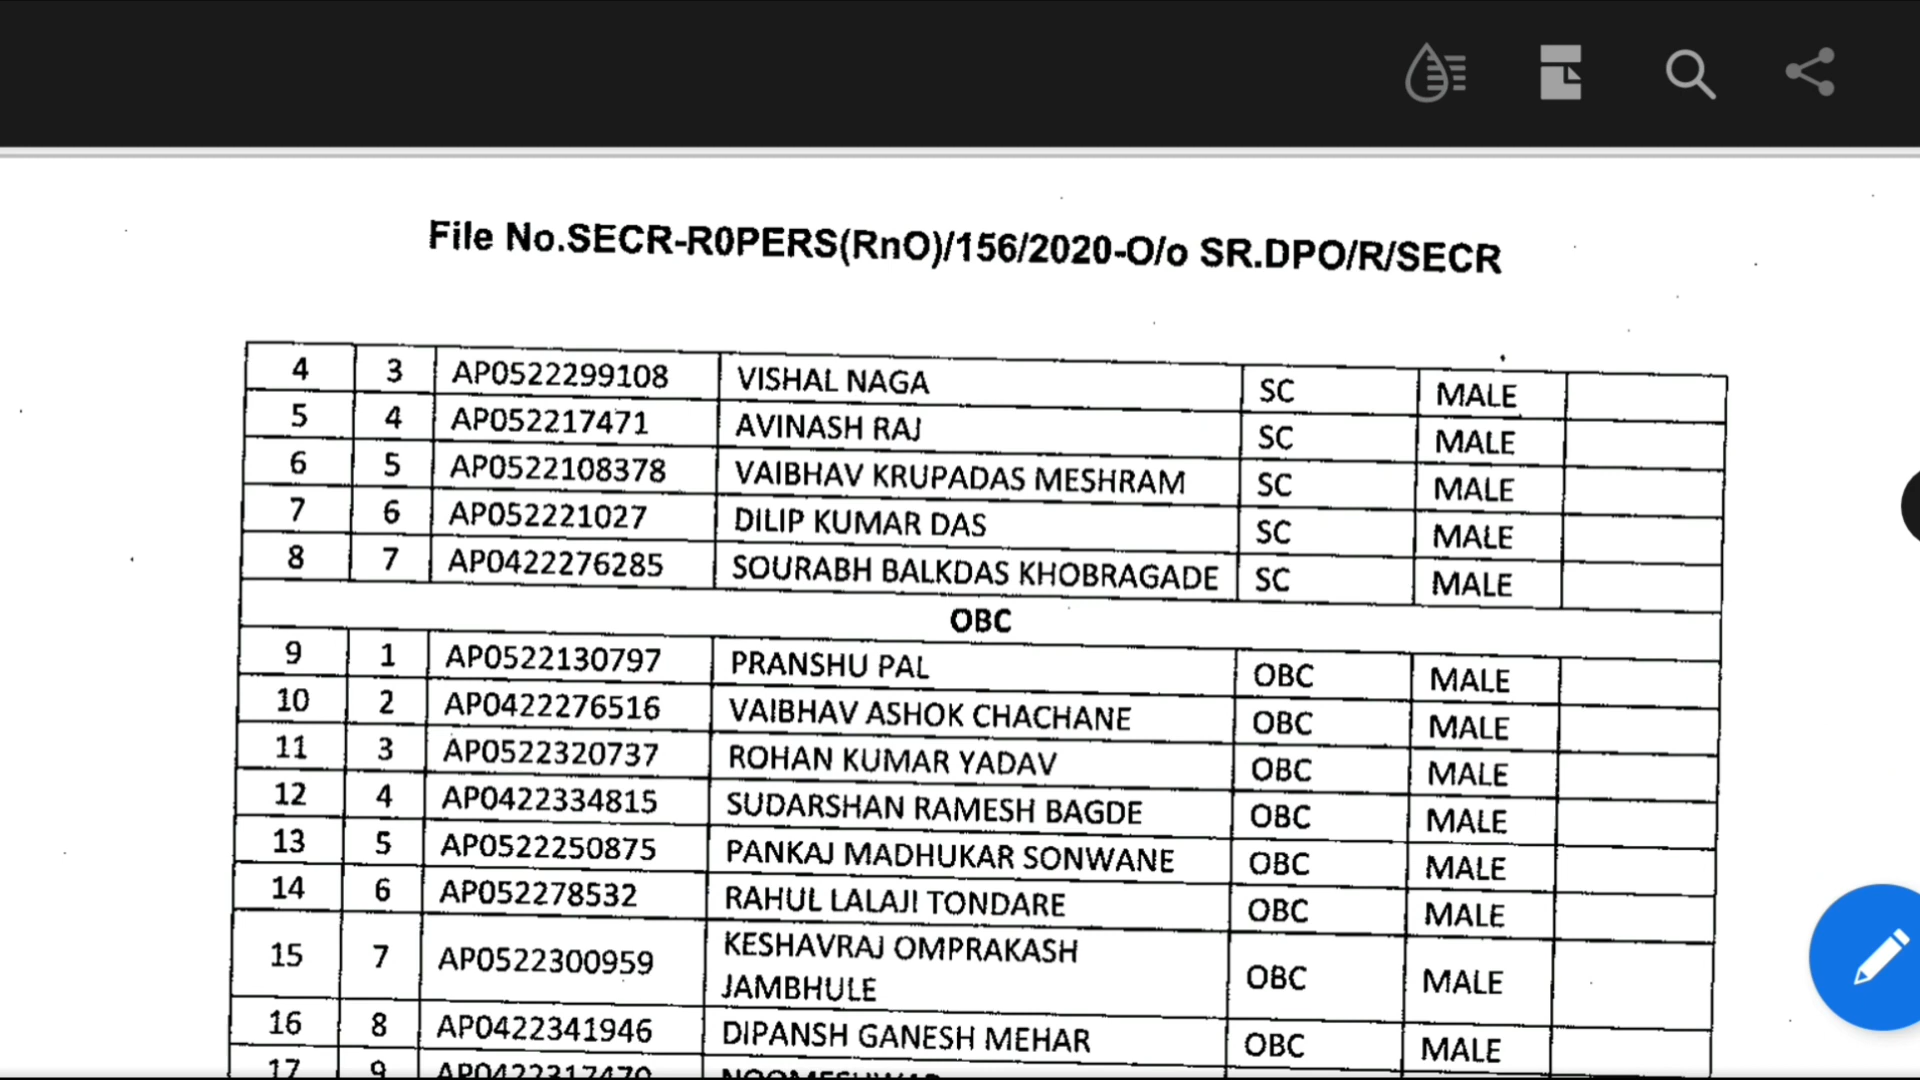 File No.SECR-R0PERS(RnO)/156/2020-O/o SR.DPO/R/SECR
4 3 AP0522299108 VISHAL NAGA SC MALE
5 4 AP052217471 AVINASH RAJ SC MALE
6 5 AP0522108378 VAIBHAV KRUPADAS MESHRAM SC MALE
7 6 AP052221027 DILIP KUMAR DAS SC MALE
8 7 AP0422276285 SOURABH BALKDAS KHOBRAGADE SC MALE
OBC
9 1 AP0522130797 PRANSHU PAL OBC MALE
10 2 AP0422276516 VAIBHAV ASHOK CHACHANE OBC MALE
11 3 AP0522320737 ROHAN KUMAR YADAV OBC MALE
12 4 AP0422334815 SUDARSHAN RAMESH BAGDE OBC MALE
13 5 AP0522250875 PANKAJ MADHUKAR SONWANE OBC MALE
14 6 AP052278532 RAHUL LALAJI TONDARE OBC MALE
15 7 AP0522300959 KESHAVRAJ OMPRAKASH JAMBHULE OBC MALE
16 8 AP0422341946 DIPANSH GANESH MEHAR OBC MALE
17 9